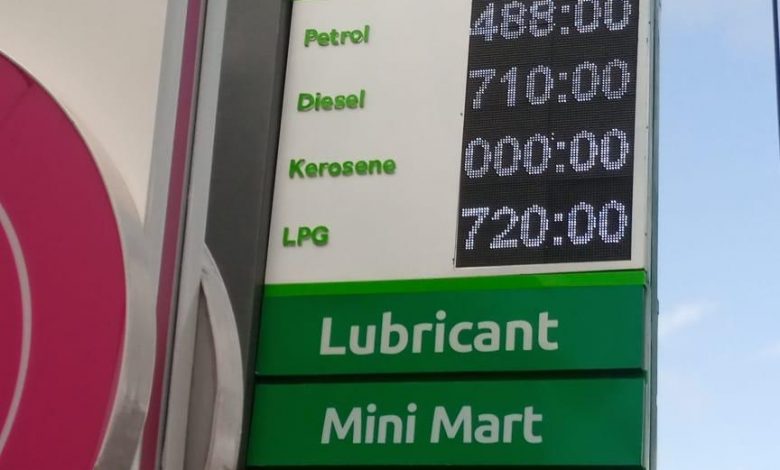 Petrol 488:00
Diesel 710:00
Kerosene 000:00
LPG 720:00
Lubricant
Mini Mart